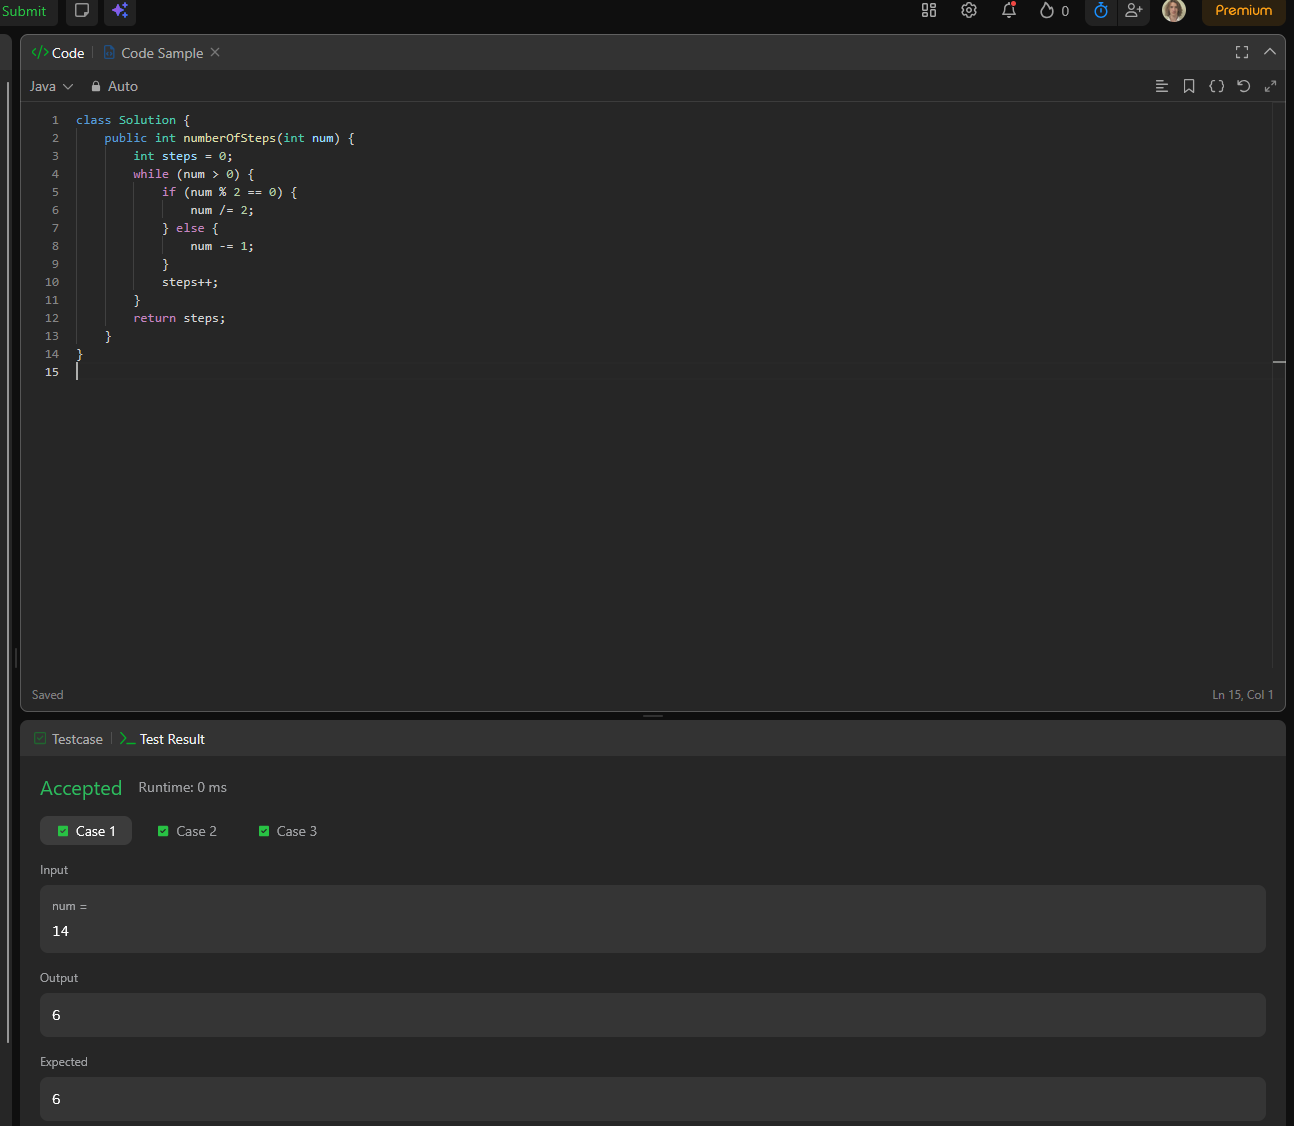 Submit
0
Premium
</> Code | Code Sample ×
Java Auto
1 class Solution {
2 public int numberOfSteps(int num) {
3 int steps = 0;
4 while (num > 0) {
5 if (num % 2 == 0) {
6 num /= 2;
7 } else {
8 num -= 1;
9 }
10 steps++;
11 }
12 return steps;
13 }
14 }
15
Saved Ln 15, Col 1
Testcase | >_ Test Result
Accepted Runtime: 0 ms
Case 1 Case 2 Case 3
Input
num =
14
Output
6
Expected
6